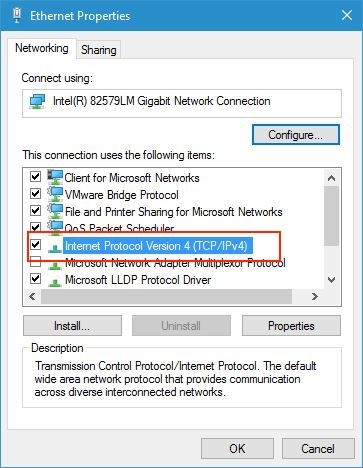 Ethernet Properties
Networking
Sharing
Connect using:
Intel(R) 82579LM Gigabit Network Connection
Configure...
This connection uses the following items:
Client for Microsoft Networks
VMware Bridge Protocol
File and Printer Sharing for Microsoft Networks
QoS Packet Scheduler
Internet Protocol Version 4 (TCP/IPv4)
Microsoft Network Adapter Multiplexor Protocol
Microsoft LLDP Protocol Driver
Install...
Uninstall
Properties
Description
Transmission Control Protocol/Internet Protocol. The default
wide area network protocol that provides communication
across diverse interconnected networks.
OK
Cancel